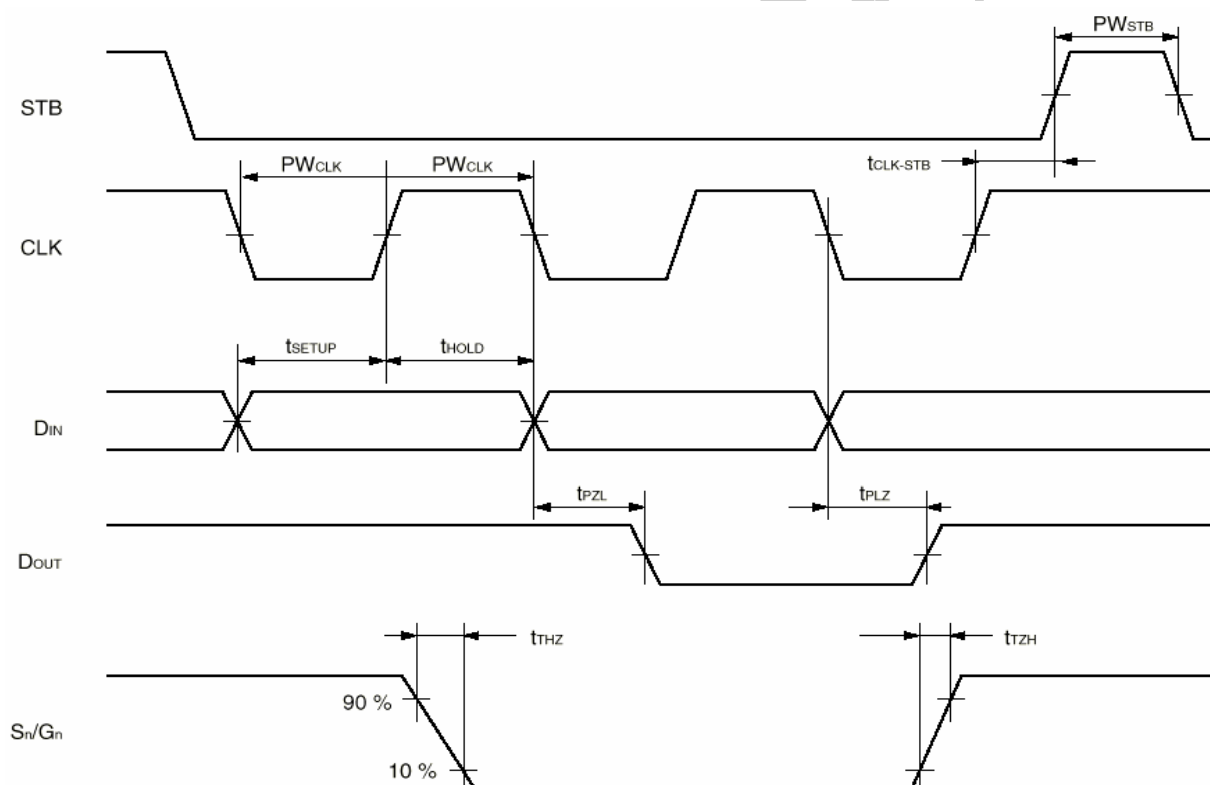 PWSTB
STB
tCLK-STB
PWCLK PWCLK
CLK
tSETUP tHOLD
DIN
tPZL tPLZ
DOUT
tTHZ tTZH
90 %
Sn/Gn
10 %